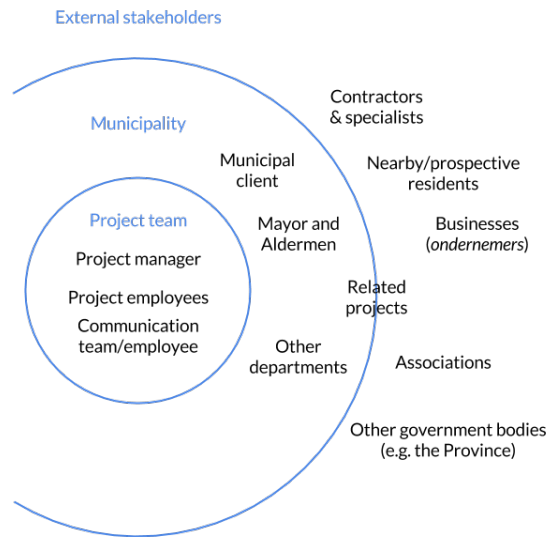 External stakeholders
Municipality
Project team
Project manager
Project employees
Communication
team/employee
Municipal
client
Mayor and
Aldermen
Related
projects
Other
departments
Contractors
& specialists
Nearby/prospective
residents
Businesses
(ondernemers)
Associations
Other government bodies
(e.g. the Province)